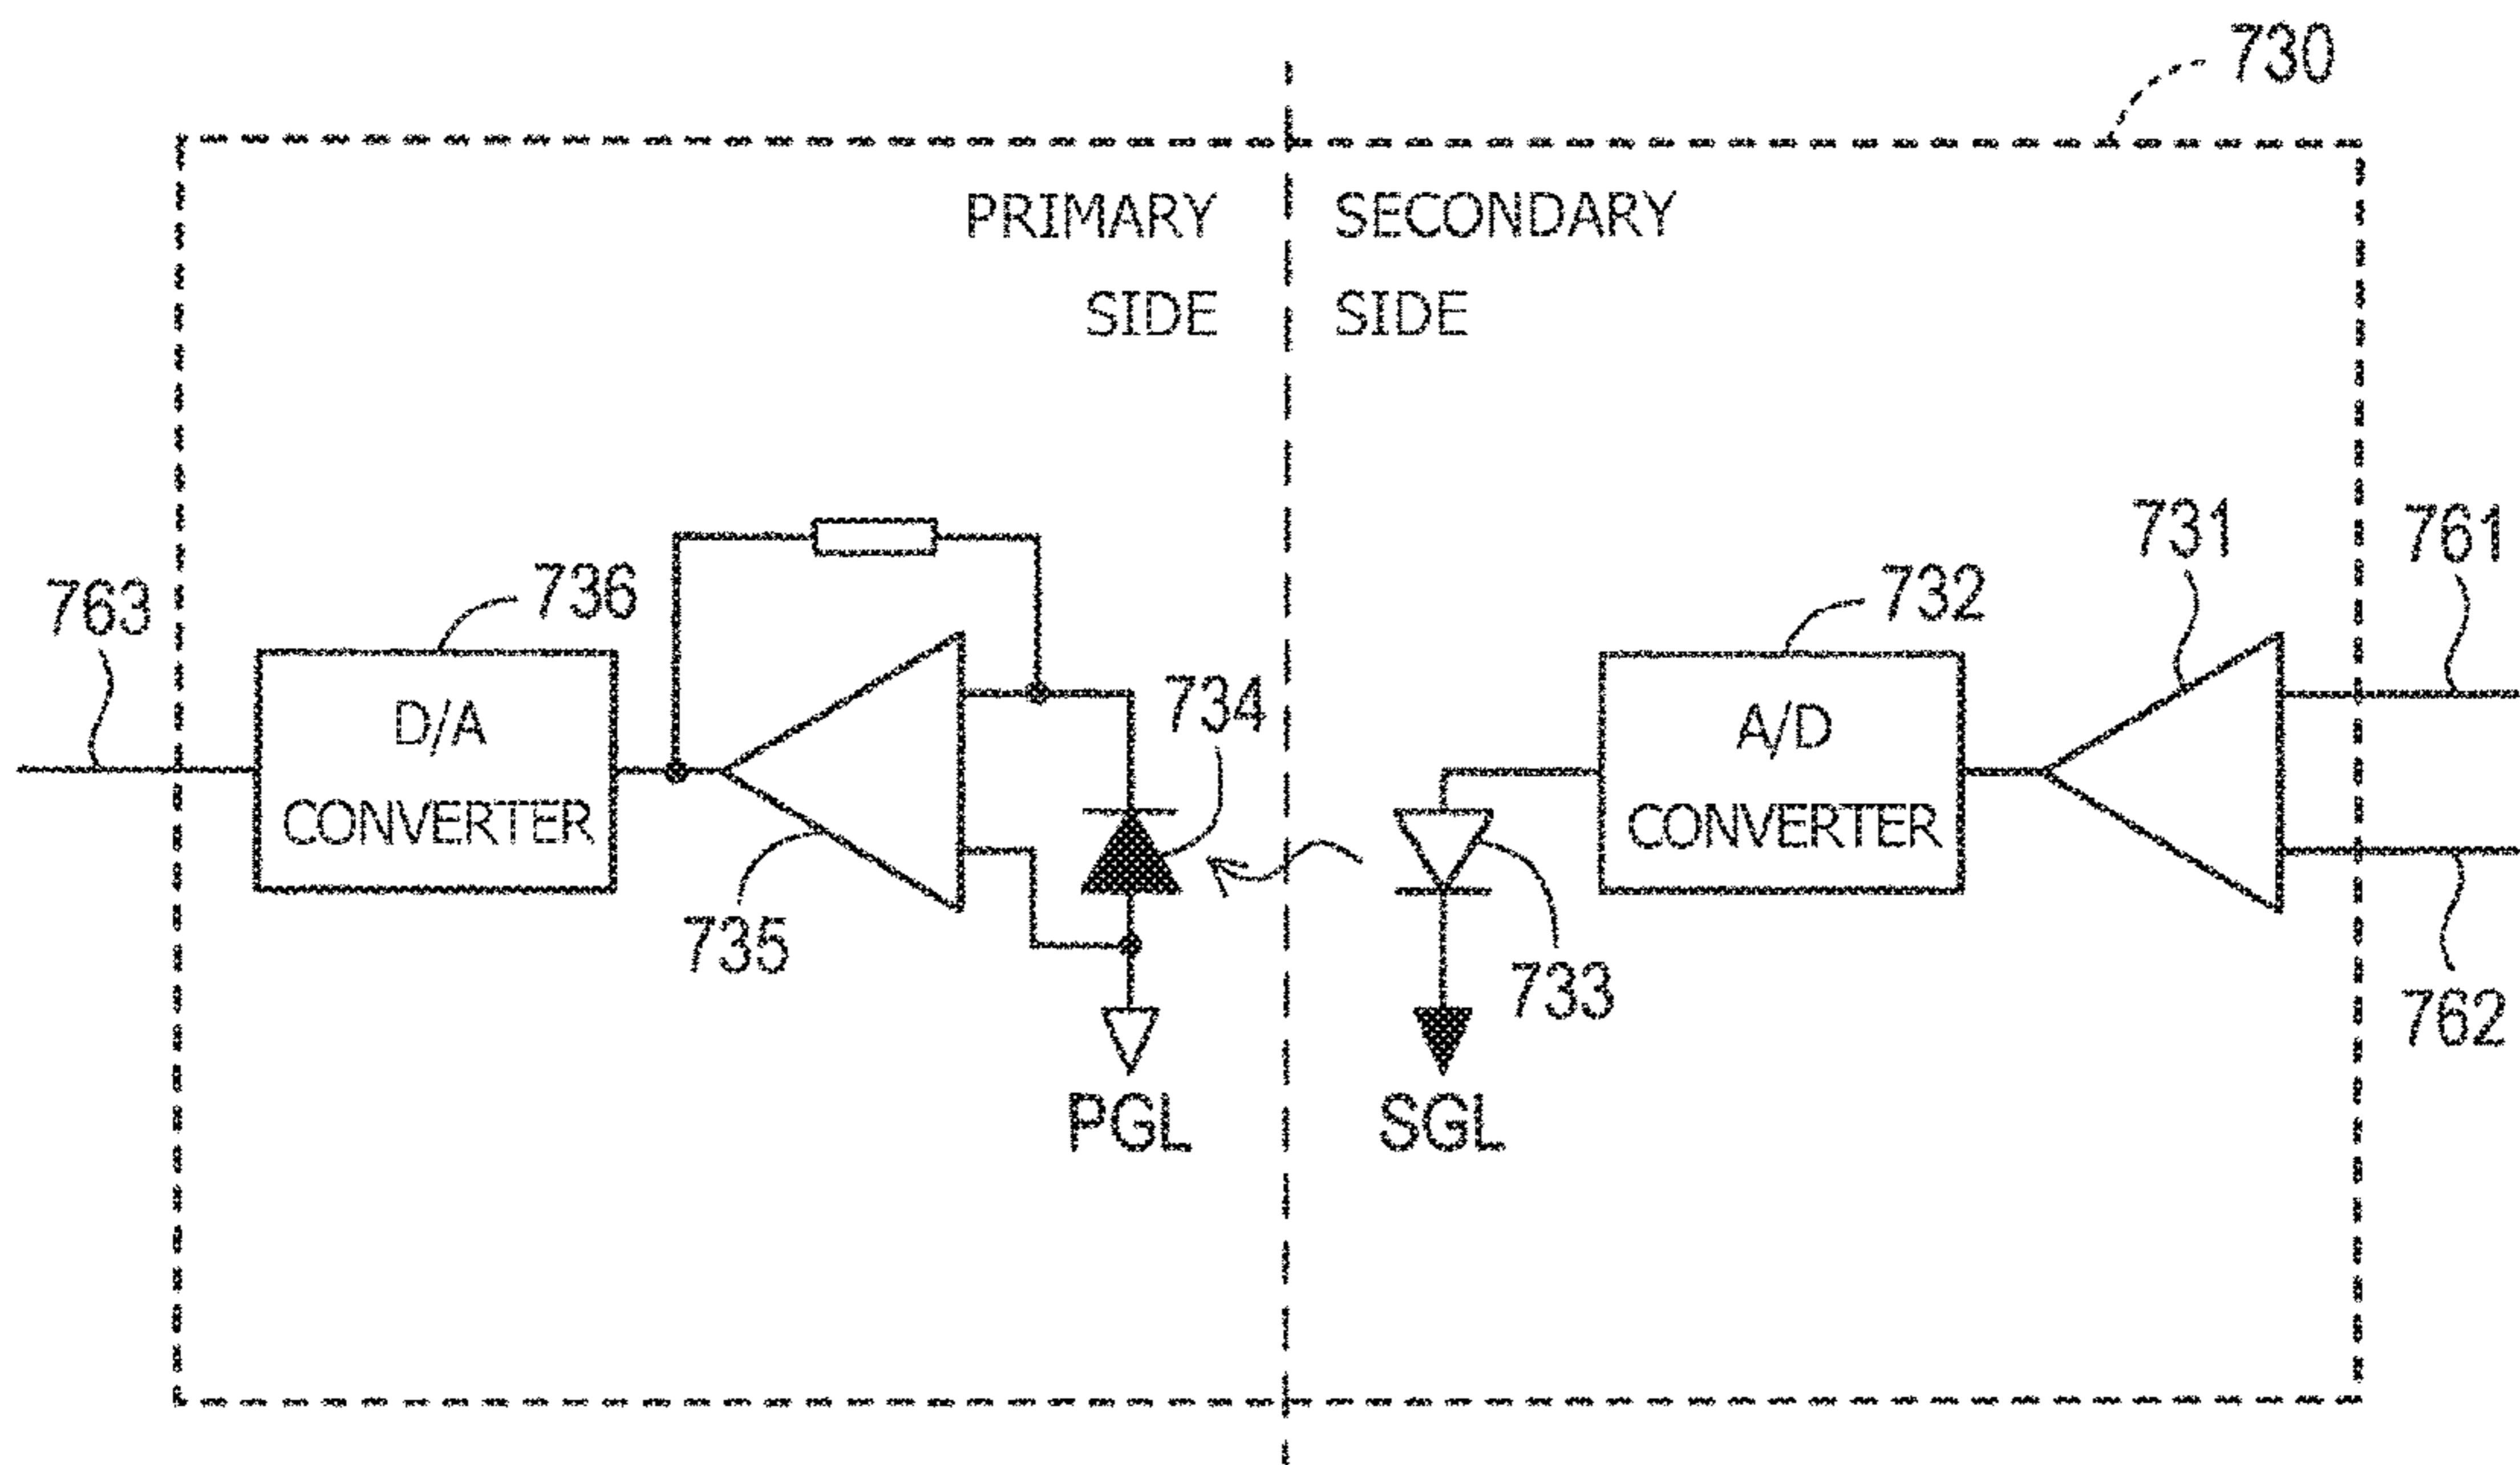 730
PRIMARY
SIDE
SECONDARY
SIDE
763
736
D/A
CONVERTER
735
734
PGL
733
SGL
732
A/D
CONVERTER
731
761
762